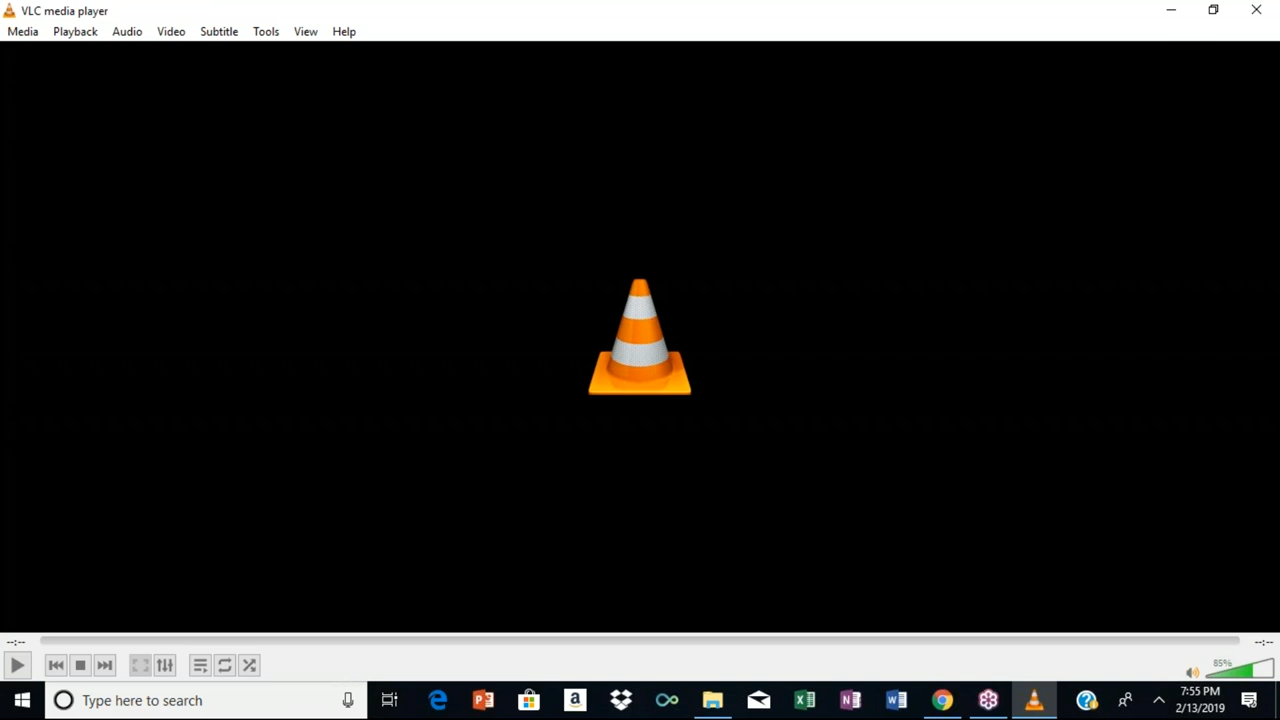 VLC media player
Media Playback Audio Video Subtitle Tools View Help
--:-- --:--
85%
Type here to search
7:55 PM
2/13/2019